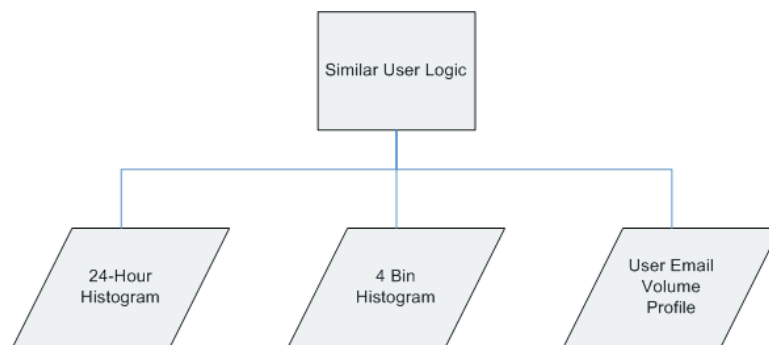 Similar User Logic
24-Hour
Histogram
4 Bin
Histogram
User Email
Volume
Profile